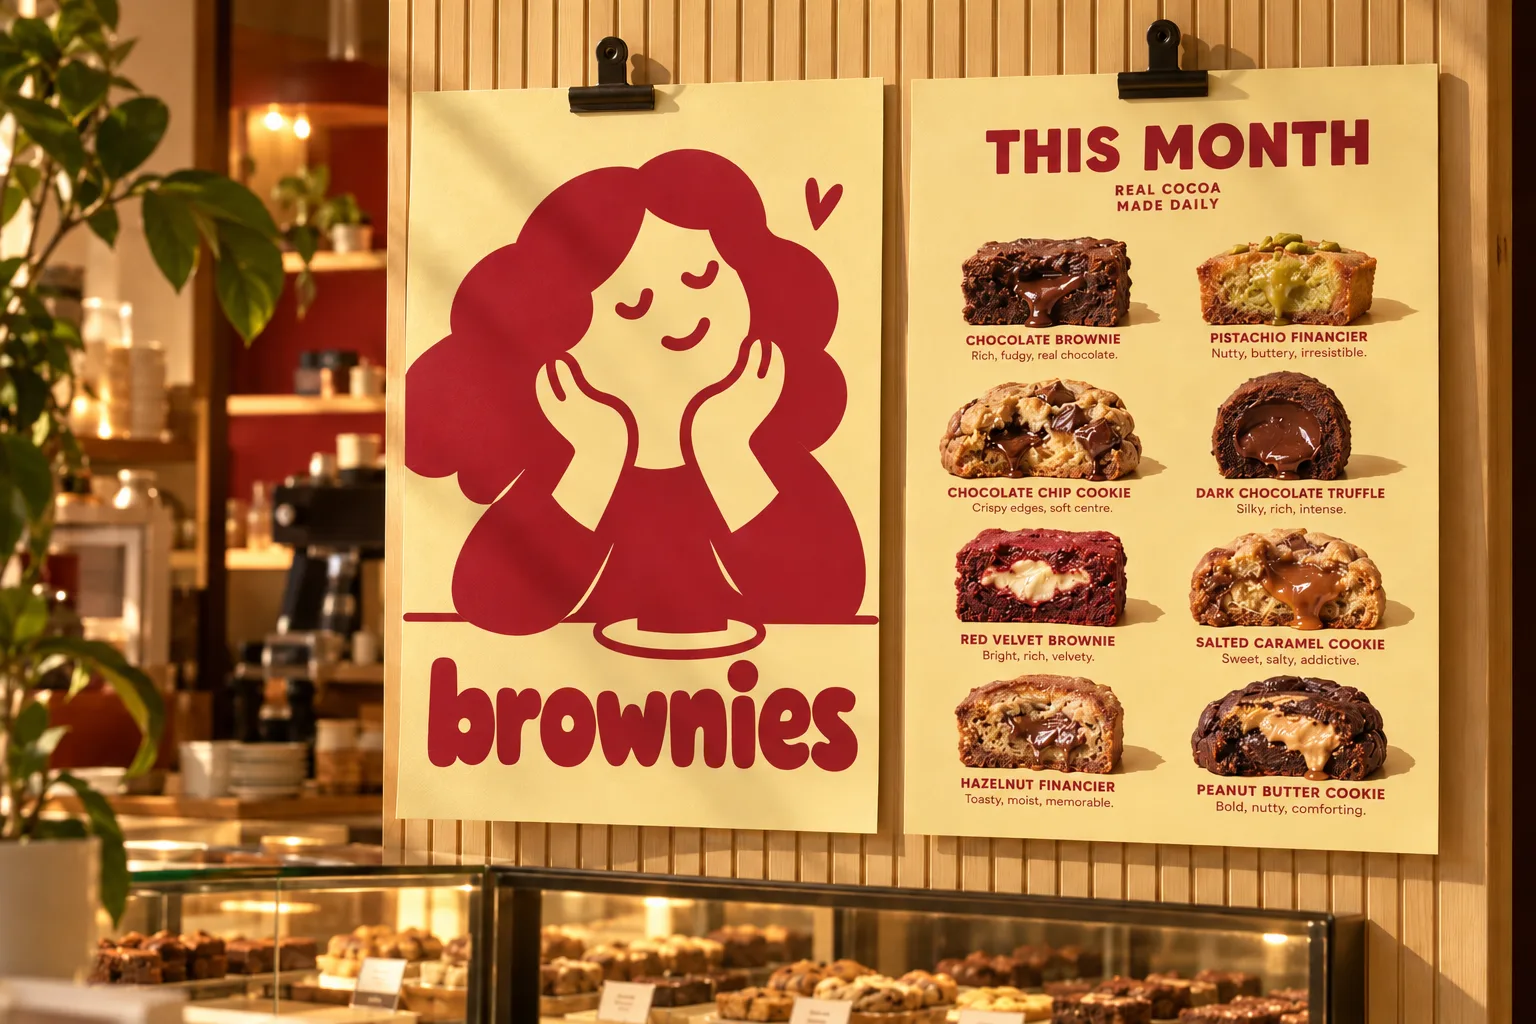 brownies
THIS MONTH
REAL COCOA
MADE DAILY
CHOCOLATE BROWNIE
Rich, fudgy, real chocolate.
PISTACHIO FINANCIER
Nutty, buttery, irresistible.
CHOCOLATE CHIP COOKIE
Crispy edges, soft centre.
DARK CHOCOLATE TRUFFLE
Silky, rich, intense.
RED VELVET BROWNIE
Bright, rich, velvety.
SALTED CARAMEL COOKIE
Sweet, salty, addictive.
HAZELNUT FINANCIER
Toasty, moist, memorable.
PEANUT BUTTER COOKIE
Bold, nutty, comforting.